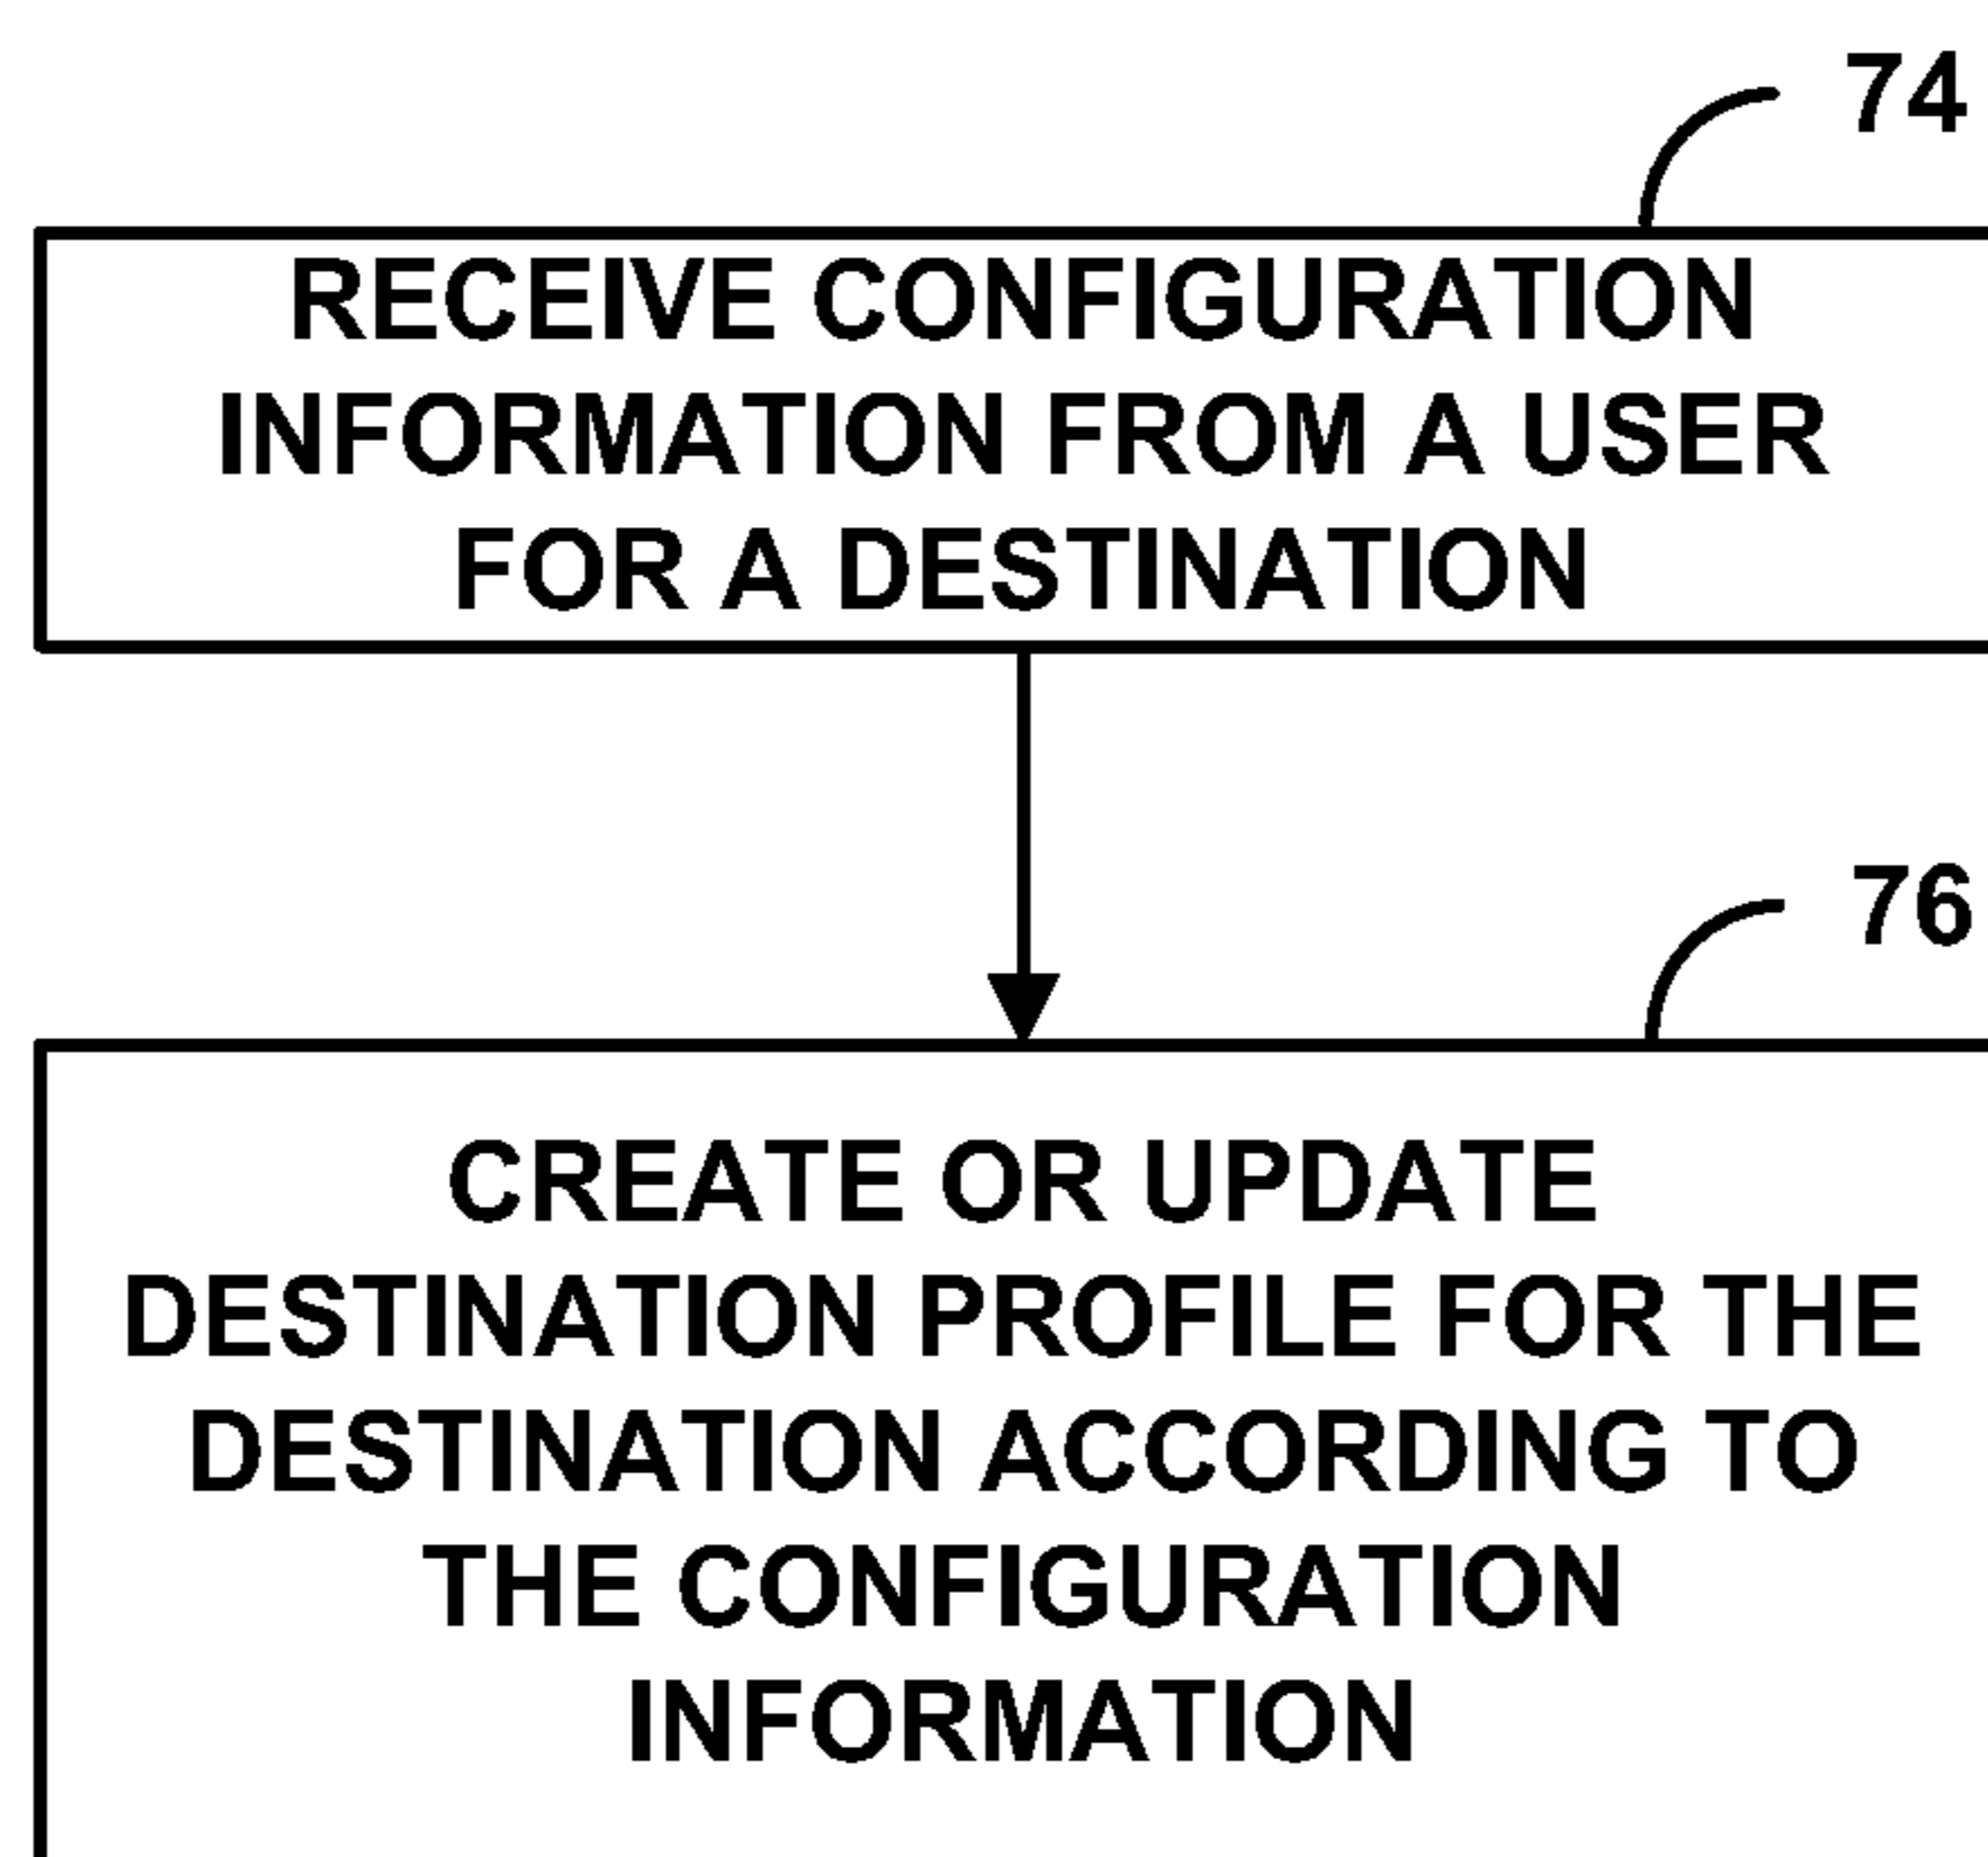 74
RECEIVE CONFIGURATION
INFORMATION FROM A USER
FOR A DESTINATION
76
CREATE OR UPDATE
DESTINATION PROFILE FOR THE
DESTINATION ACCORDING TO
THE CONFIGURATION
INFORMATION